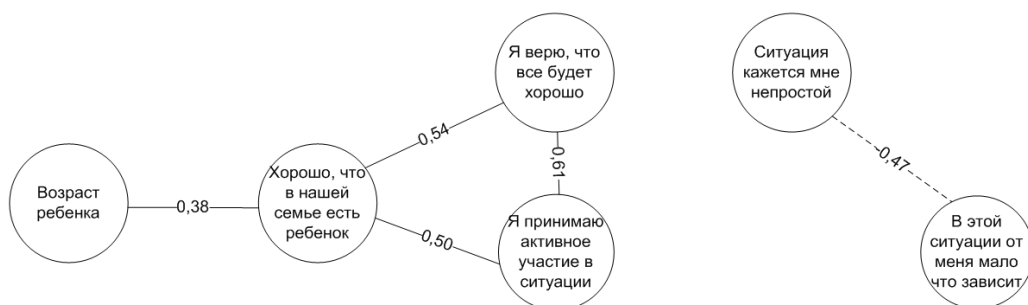 Я верю, что
все будет
хорошо
Ситуация
кажется мне
непростой
0,54
0,61
-0,47
Возраст
ребенка
0,38
Хорошо, что
в нашей
семье есть
ребенок
0,50
Я принимаю
активное
участие в
ситуации
В этой
ситуации от
меня мало
что зависит